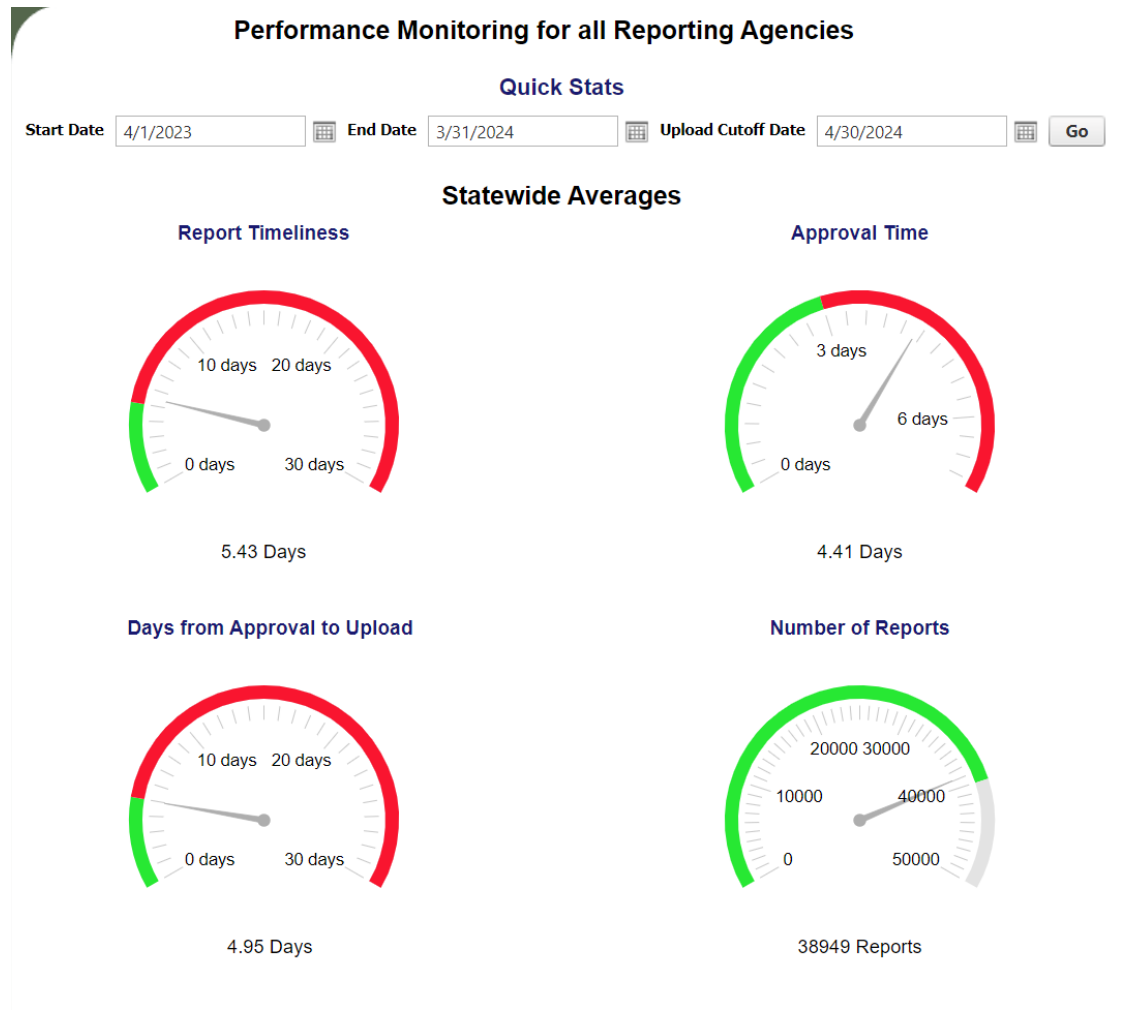 Performance Monitoring for all Reporting Agencies
Quick Stats
Start Date 4/1/2023 End Date 3/31/2024 Upload Cutoff Date 4/30/2024 Go
Statewide Averages
Report Timeliness
10 days 20 days
0 days 30 days
5.43 Days
Approval Time
3 days
6 days
0 days
4.41 Days
Days from Approval to Upload
10 days 20 days
0 days 30 days
4.95 Days
Number of Reports
20000 30000
10000 40000
0 50000
38949 Reports